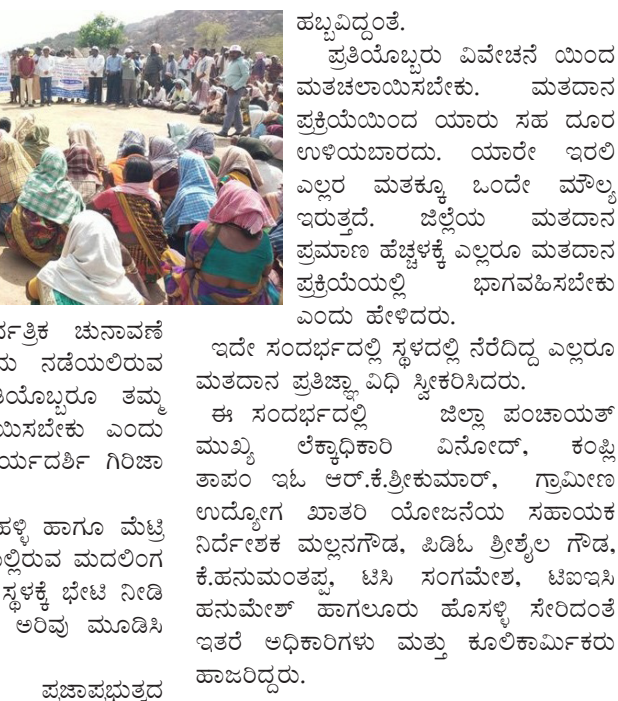 ರ್ವತ್ರಿಕ ಚುನಾವಣೆ
ನಡೆಯಲಿರುವ
ತಿಯೊಬ್ಬರೂ ತಮ್ಮ
ಯಿಸಬೇಕು ಎಂದು
ರ್ಯದರ್ಶಿ ಗಿರಿಜಾ
ಹಳ್ಳಿ ಹಾಗೂ ಮೆಟ್ರಿ
ಲ್ಲಿರುವ ಮದಲಿಂಗ
ಸ್ಥಳಕ್ಕೆ ಭೇಟಿ ನೀಡಿ
ಅರಿವು ಮೂಡಿಸಿ
ಪ್ರಜಾಪ್ರಭುತ್ವದ
ಹಬ್ಬವಿದ್ದಂತೆ.
ಪ್ರತಿಯೊಬ್ಬರು ವಿವೇಚನೆ ಯಿಂದ
ಮತಚಲಾಯಿಸಬೇಕು. ಮತದಾನ
ಪ್ರಕ್ರಿಯೆಯಿಂದ ಯಾರು ಸಹ ದೂರ
ಉಳಿಯಬಾರದು. ಯಾರೇ ಇರಲಿ
ಎಲ್ಲರ ಮತಕ್ಕೂ ಒಂದೇ ಮೌಲ್ಯ
ಇರುತ್ತದೆ. ಜಿಲ್ಲೆಯ ಮತದಾನ
ಪ್ರಮಾಣ ಹೆಚ್ಚಳಕ್ಕೆ ಎಲ್ಲರೂ ಮತದಾನ
ಪ್ರಕ್ರಿಯೆಯಲ್ಲಿ ಭಾಗವಹಿಸಬೇಕು
ಎಂದು ಹೇಳಿದರು.
ಇದೇ ಸಂದರ್ಭದಲ್ಲಿ ಸ್ಥಳದಲ್ಲಿ ನೆರೆದಿದ್ದ ಎಲ್ಲರೂ
ಮತದಾನ ಪ್ರತಿಜ್ಞಾ ವಿಧಿ ಸ್ವೀಕರಿಸಿದರು.
ಈ ಸಂದರ್ಭದಲ್ಲಿ ಜಿಲ್ಲಾ ಪಂಚಾಯತ್
ಮುಖ್ಯ ಲೆಕ್ಕಾಧಿಕಾರಿ ವಿನೋದ್, ಕಂಪ್ಲಿ
ತಾಪಂ ಇಓ ಆರ್.ಕೆ.ಶ್ರೀಕುಮಾರ್, ಗ್ರಾಮೀಣ
ಉದ್ಯೋಗ ಖಾತರಿ ಯೋಜನೆಯ ಸಹಾಯಕ
ನಿರ್ದೇಶಕ ಮಲ್ಲನಗೌಡ, ಪಿಡಿಓ ಶ್ರೀಶೈಲ ಗೌಡ,
ಕೆ.ಹನುಮಂತಪ್ಪ, ಟಿಸಿ ಸಂಗಮೇಶ, ಟಿಐಇಸಿ
ಹನುಮೇಶ್ ಹಾಗಲೂರು ಹೊಸಳ್ಳಿ ಸೇರಿದಂತೆ
ಇತರೆ ಅಧಿಕಾರಿಗಳು ಮತ್ತು ಕೂಲಿಕಾರ್ಮಿಕರು
ಹಾಜರಿದ್ದರು.